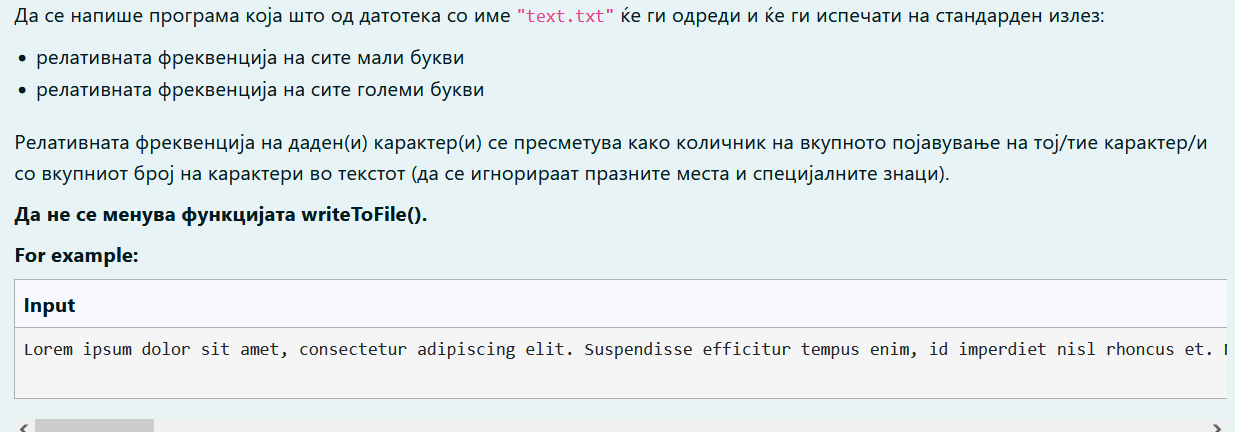 Да се напише програма која што од датотека со име "text.txt" ќе ги одреди и ќе ги испечати на стандарден излез:
• релативната фреквенција на сите мали букви
• релативната фреквенција на сите големи букви
Релативната фреквенција на даден(и) карактер(и) се пресметува како количник на вкупното појавување на тој/тие карактер/и
со вкупниот број на карактери во текстот (да се игнорираат празните места и специјалните знаци).
Да не се менува функцијата writeToFile().
For example:
Input
Lorem ipsum dolor sit amet, consectetur adipiscing elit. Suspendisse efficitur tempus enim, id imperdiet nisl rhoncus et.